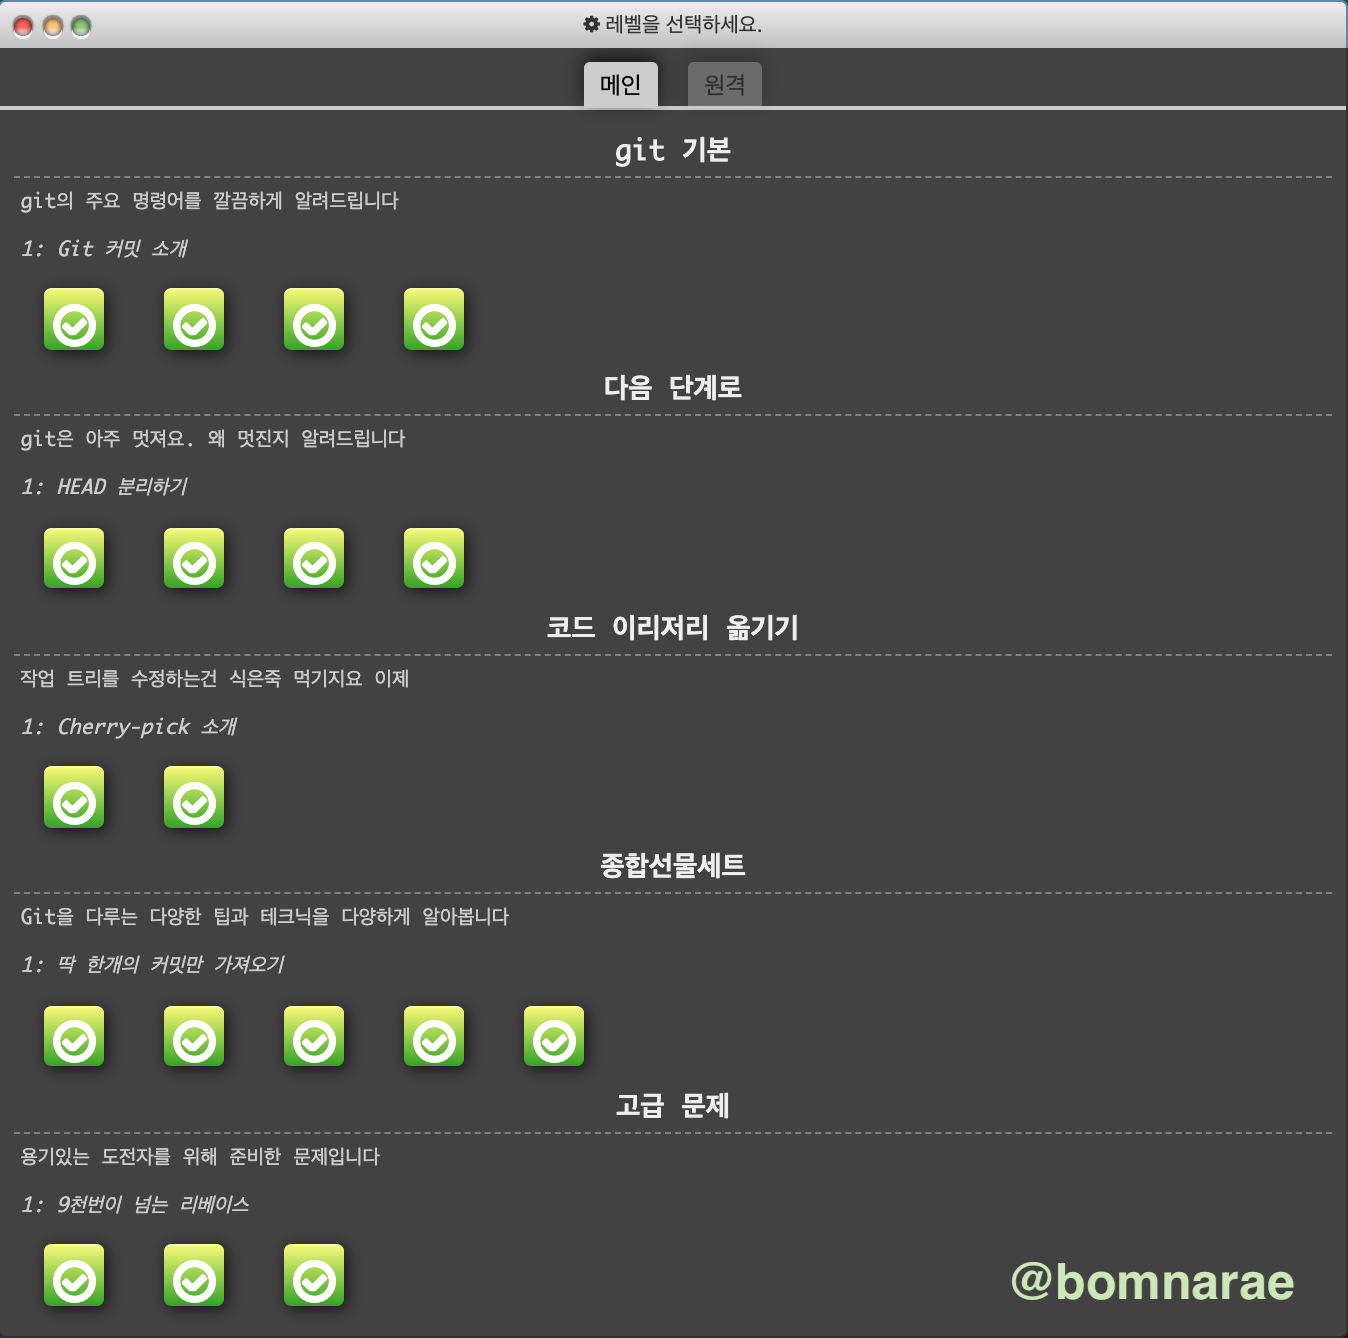 레벨을 선택하세요.
메인 원격
git 기본
git의 주요 명령어를 깔끔하게 알려드립니다
1: Git 커밋 소개
다음 단계로
git은 아주 멋져요. 왜 멋진지 알려드립니다
1: HEAD 분리하기
코드 이리저리 옮기기
작업 트리를 수정하는건 식은죽 먹기지요 이제
1: Cherry-pick 소개
종합선물세트
Git을 다루는 다양한 팁과 테크닉을 다양하게 알아봅니다
1: 딱 한개의 커밋만 가져오기
고급 문제
용기있는 도전자를 위해 준비한 문제입니다
1: 9천번이 넘는 리베이스
@bomnarae